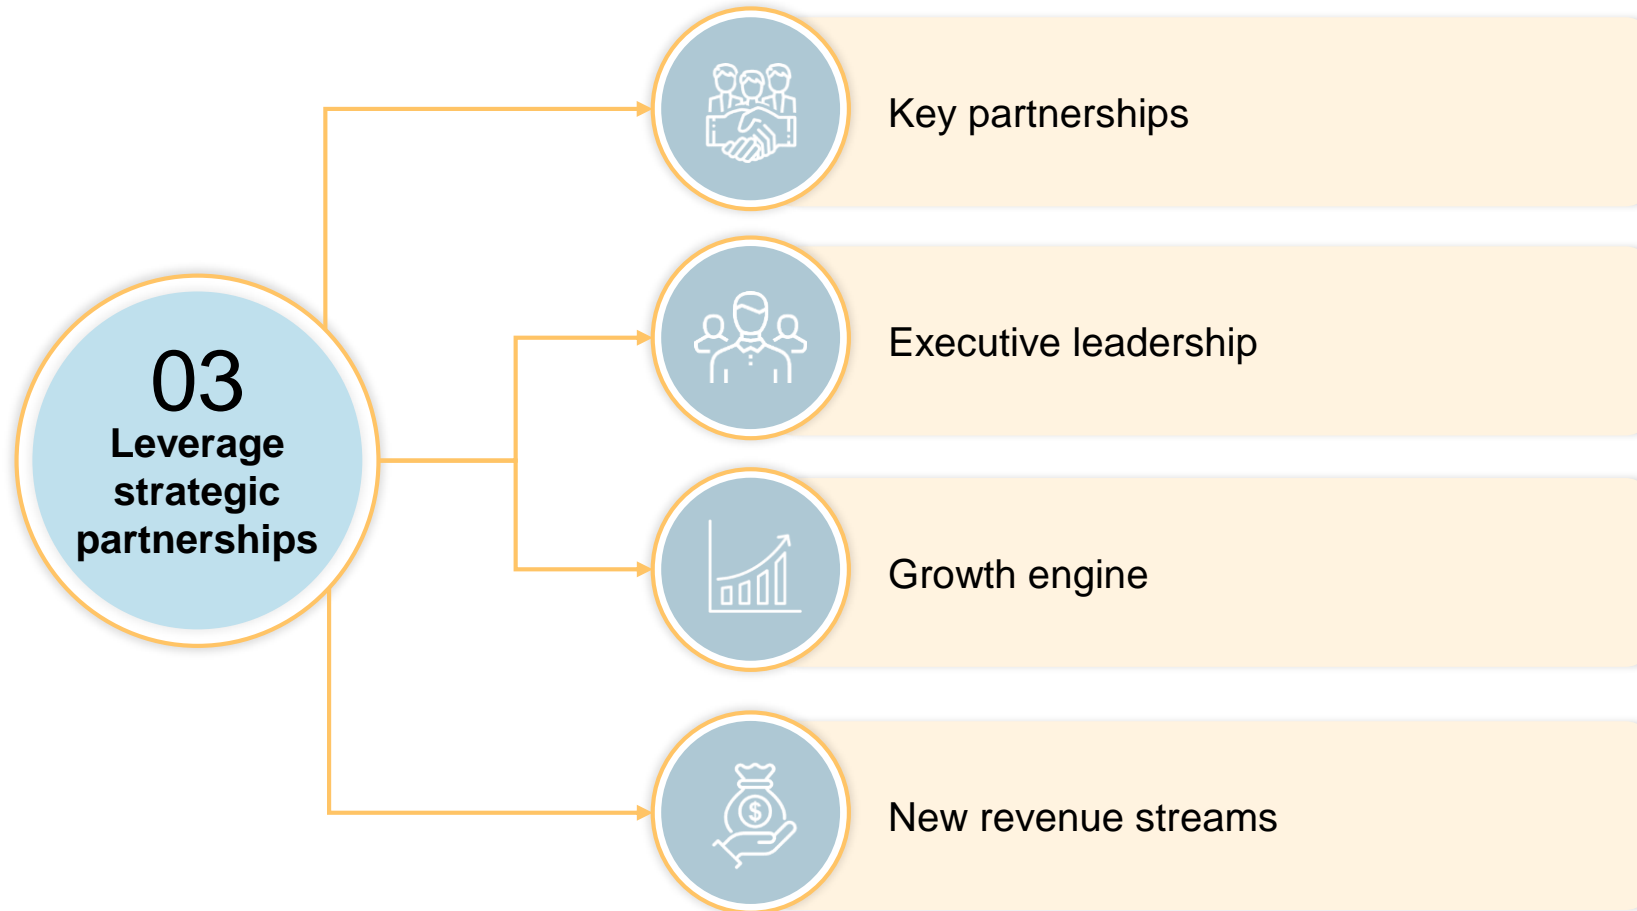 03
Leverage
strategic
partnerships
Key partnerships
Executive leadership
Growth engine
$
New revenue streams